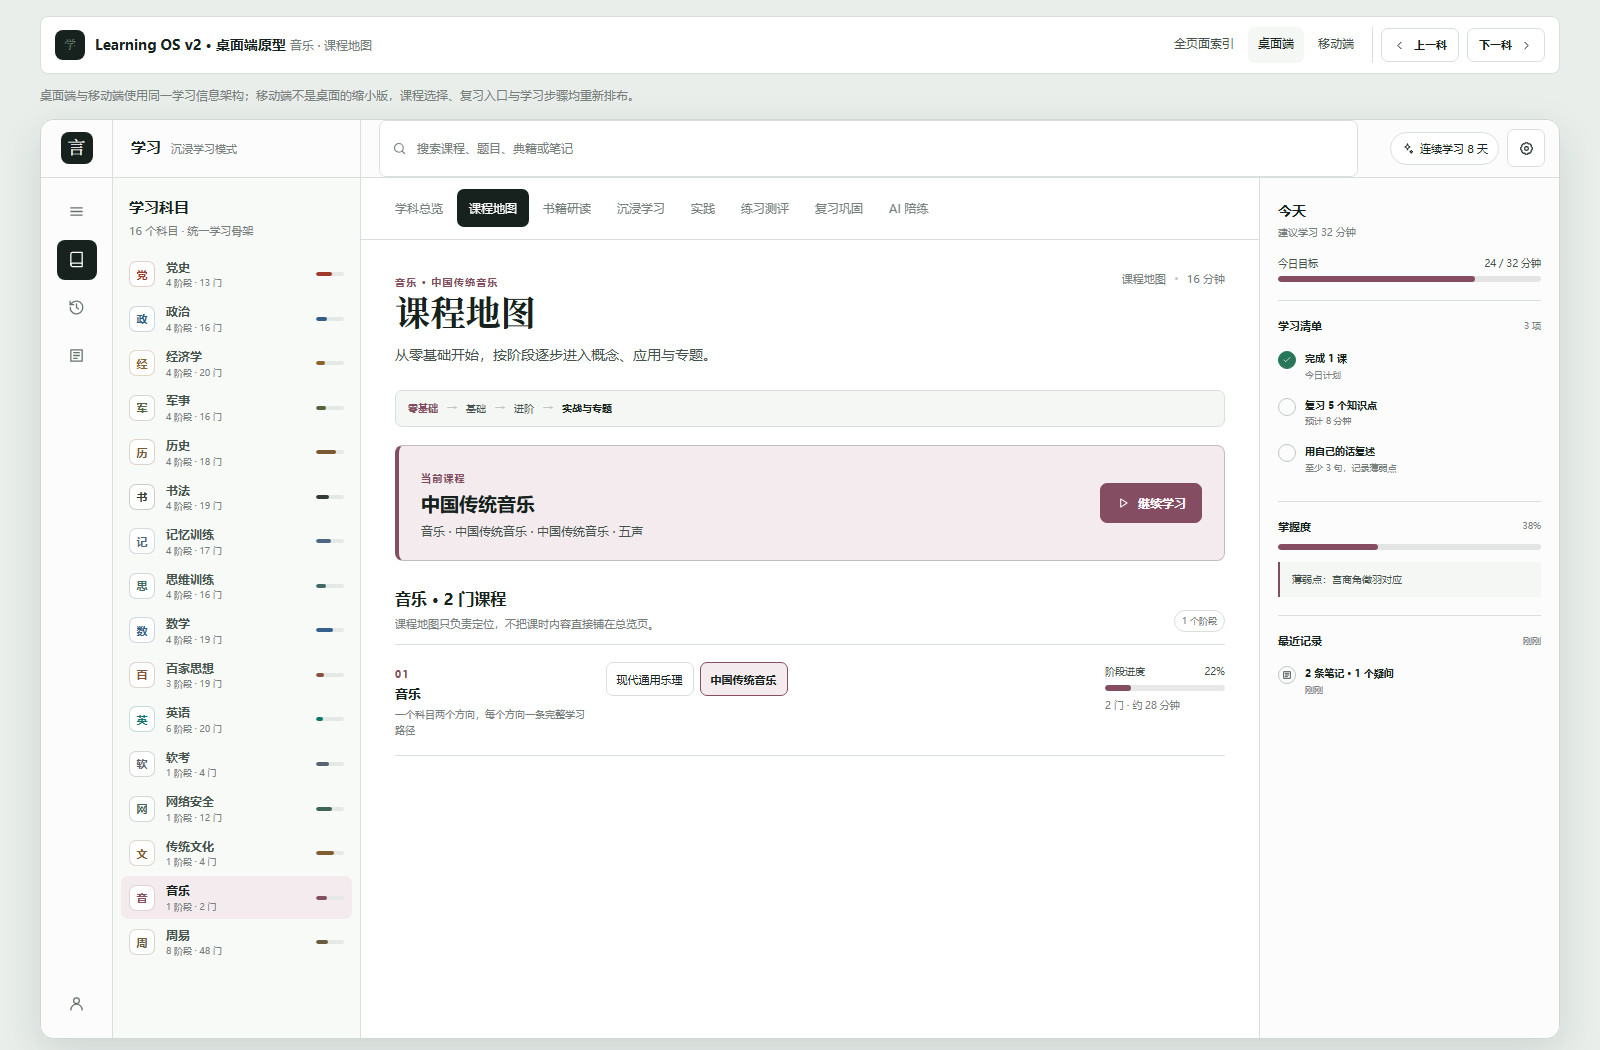 学 Learning OS v2 • 桌面端原型 音乐 · 课程地图
全页面索引 桌面端 移动端 上一科 下一科
桌面端与移动端使用同一学习信息架构；移动端不是桌面的缩小版，课程选择、复习入口与学习步骤均重新排布。
言
学习 沉浸学习模式
搜索课程、题目、典籍或笔记
连续学习 8 天
学习科目
16 个科目 · 统一学习骨架
党 党史
4 阶段 · 13 门
政 政治
4 阶段 · 16 门
经 经济学
4 阶段 · 20 门
军 军事
4 阶段 · 16 门
历 历史
4 阶段 · 18 门
书 书法
4 阶段 · 19 门
记 记忆训练
4 阶段 · 17 门
思 思维训练
4 阶段 · 16 门
数 数学
4 阶段 · 19 门
百 百家思想
3 阶段 · 19 门
英 英语
6 阶段 · 20 门
软 软考
1 阶段 · 4 门
网 网络安全
1 阶段 · 12 门
文 传统文化
1 阶段 · 4 门
音 音乐
1 阶段 · 2 门
周 周易
8 阶段 · 48 门
学科总览 课程地图 书籍研读 沉浸学习 实践 练习测评 复习巩固 AI 陪练
音乐 • 中国传统音乐
课程地图 • 16 分钟
课程地图
从零基础开始，按阶段逐步进入概念、应用与专题。
零基础 → 基础 → 进阶 → 实战与专题
当前课程
中国传统音乐
音乐 · 中国传统音乐 · 中国传统音乐 · 五声
继续学习
音乐 • 2 门课程
课程地图只负责定位，不把课时内容直接铺在总览页。
1 个阶段
01
音乐
一个科目两个方向，每个方向一条完整学习
路径
现代通用乐理 中国传统音乐
阶段进度 22%
2 门 · 约 28 分钟
今天
建议学习 32 分钟
今日目标 24 / 32 分钟
学习清单 3 项
完成 1 课
今日计划
复习 5 个知识点
预计 8 分钟
用自己的话复述
至少 3 句，记录薄弱点
掌握度 38%
薄弱点：宫商角徵羽对应
最近记录 刚刚
2 条笔记 • 1 个疑问
刚刚